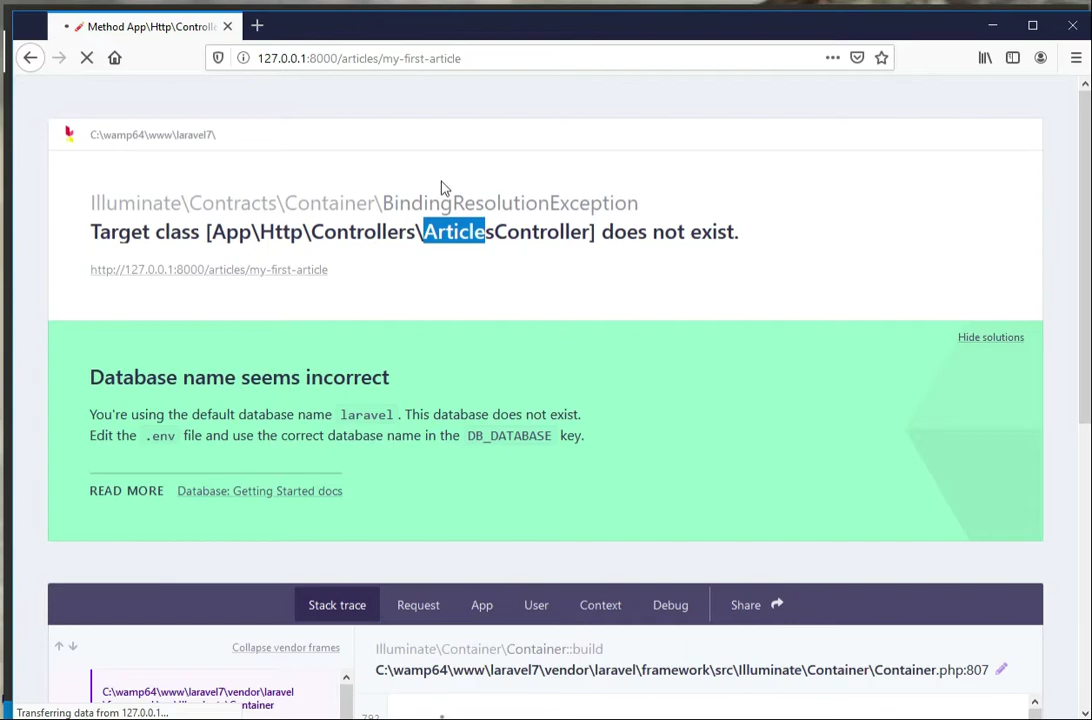 Method App\Http\Controlle
127.0.0.1:8000/articles/my-first-article
C:\wamp64\www\laravel7\
Illuminate\Contracts\Container\BindingResolutionException
Target class [App\Http\Controllers\ArticlesController] does not exist.
http://127.0.0.1:8000/articles/my-first-article
Hide solutions
Database name seems incorrect
You're using the default database name laravel. This database does not exist.
Edit the .env file and use the correct database name in the DB_DATABASE key.
READ MORE Database: Getting Started docs
Stack trace Request App User Context Debug Share
Collapse vendor frames
Illuminate\Container\Container::build
C:\wamp64\www\laravel7\vendor\laravel\framework\src\Illuminate\Container\Container.php:807
C:\wamp64\www\laravel7\vendor\laravel
Container
Transferring data from 127.0.0.1...